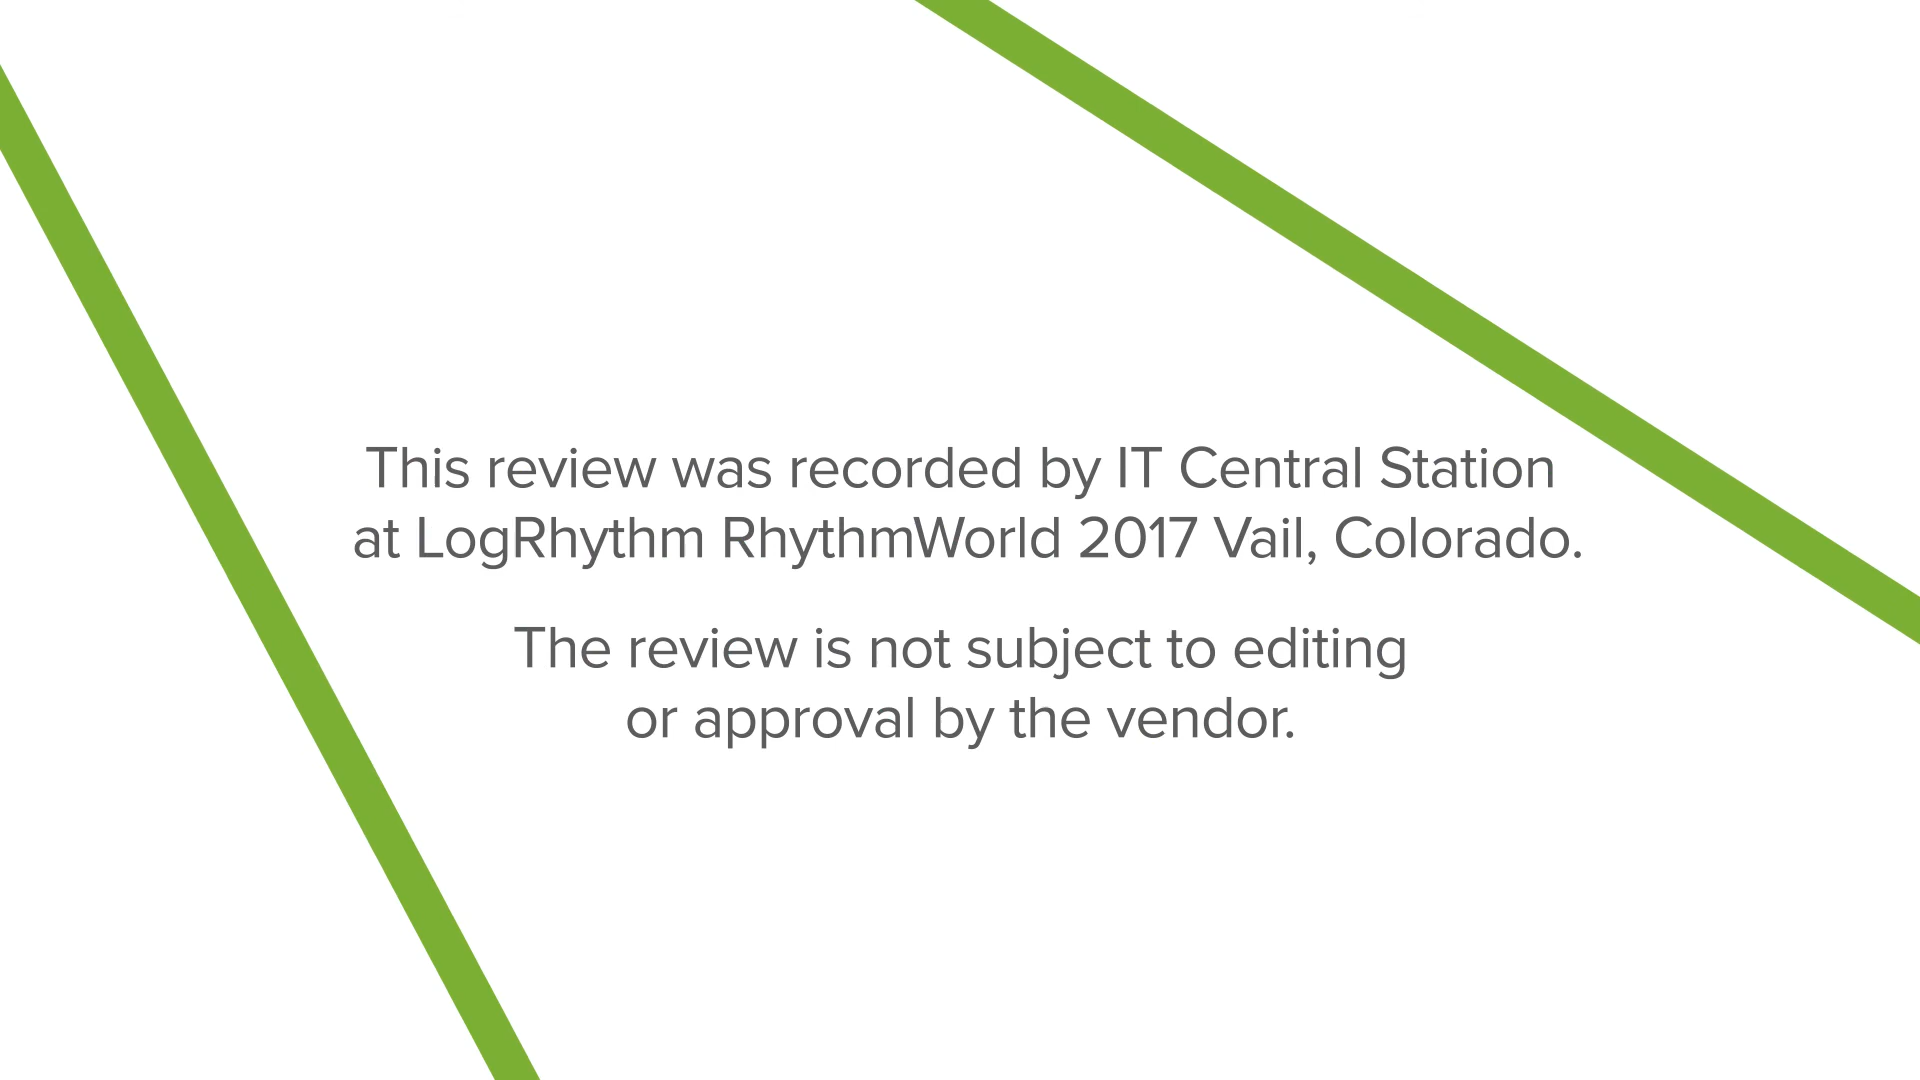 This review was recorded by IT Central Station
at LogRhythm RhythmWorld 2017 Vail, Colorado.
The review is not subject to editing
or approval by the vendor.